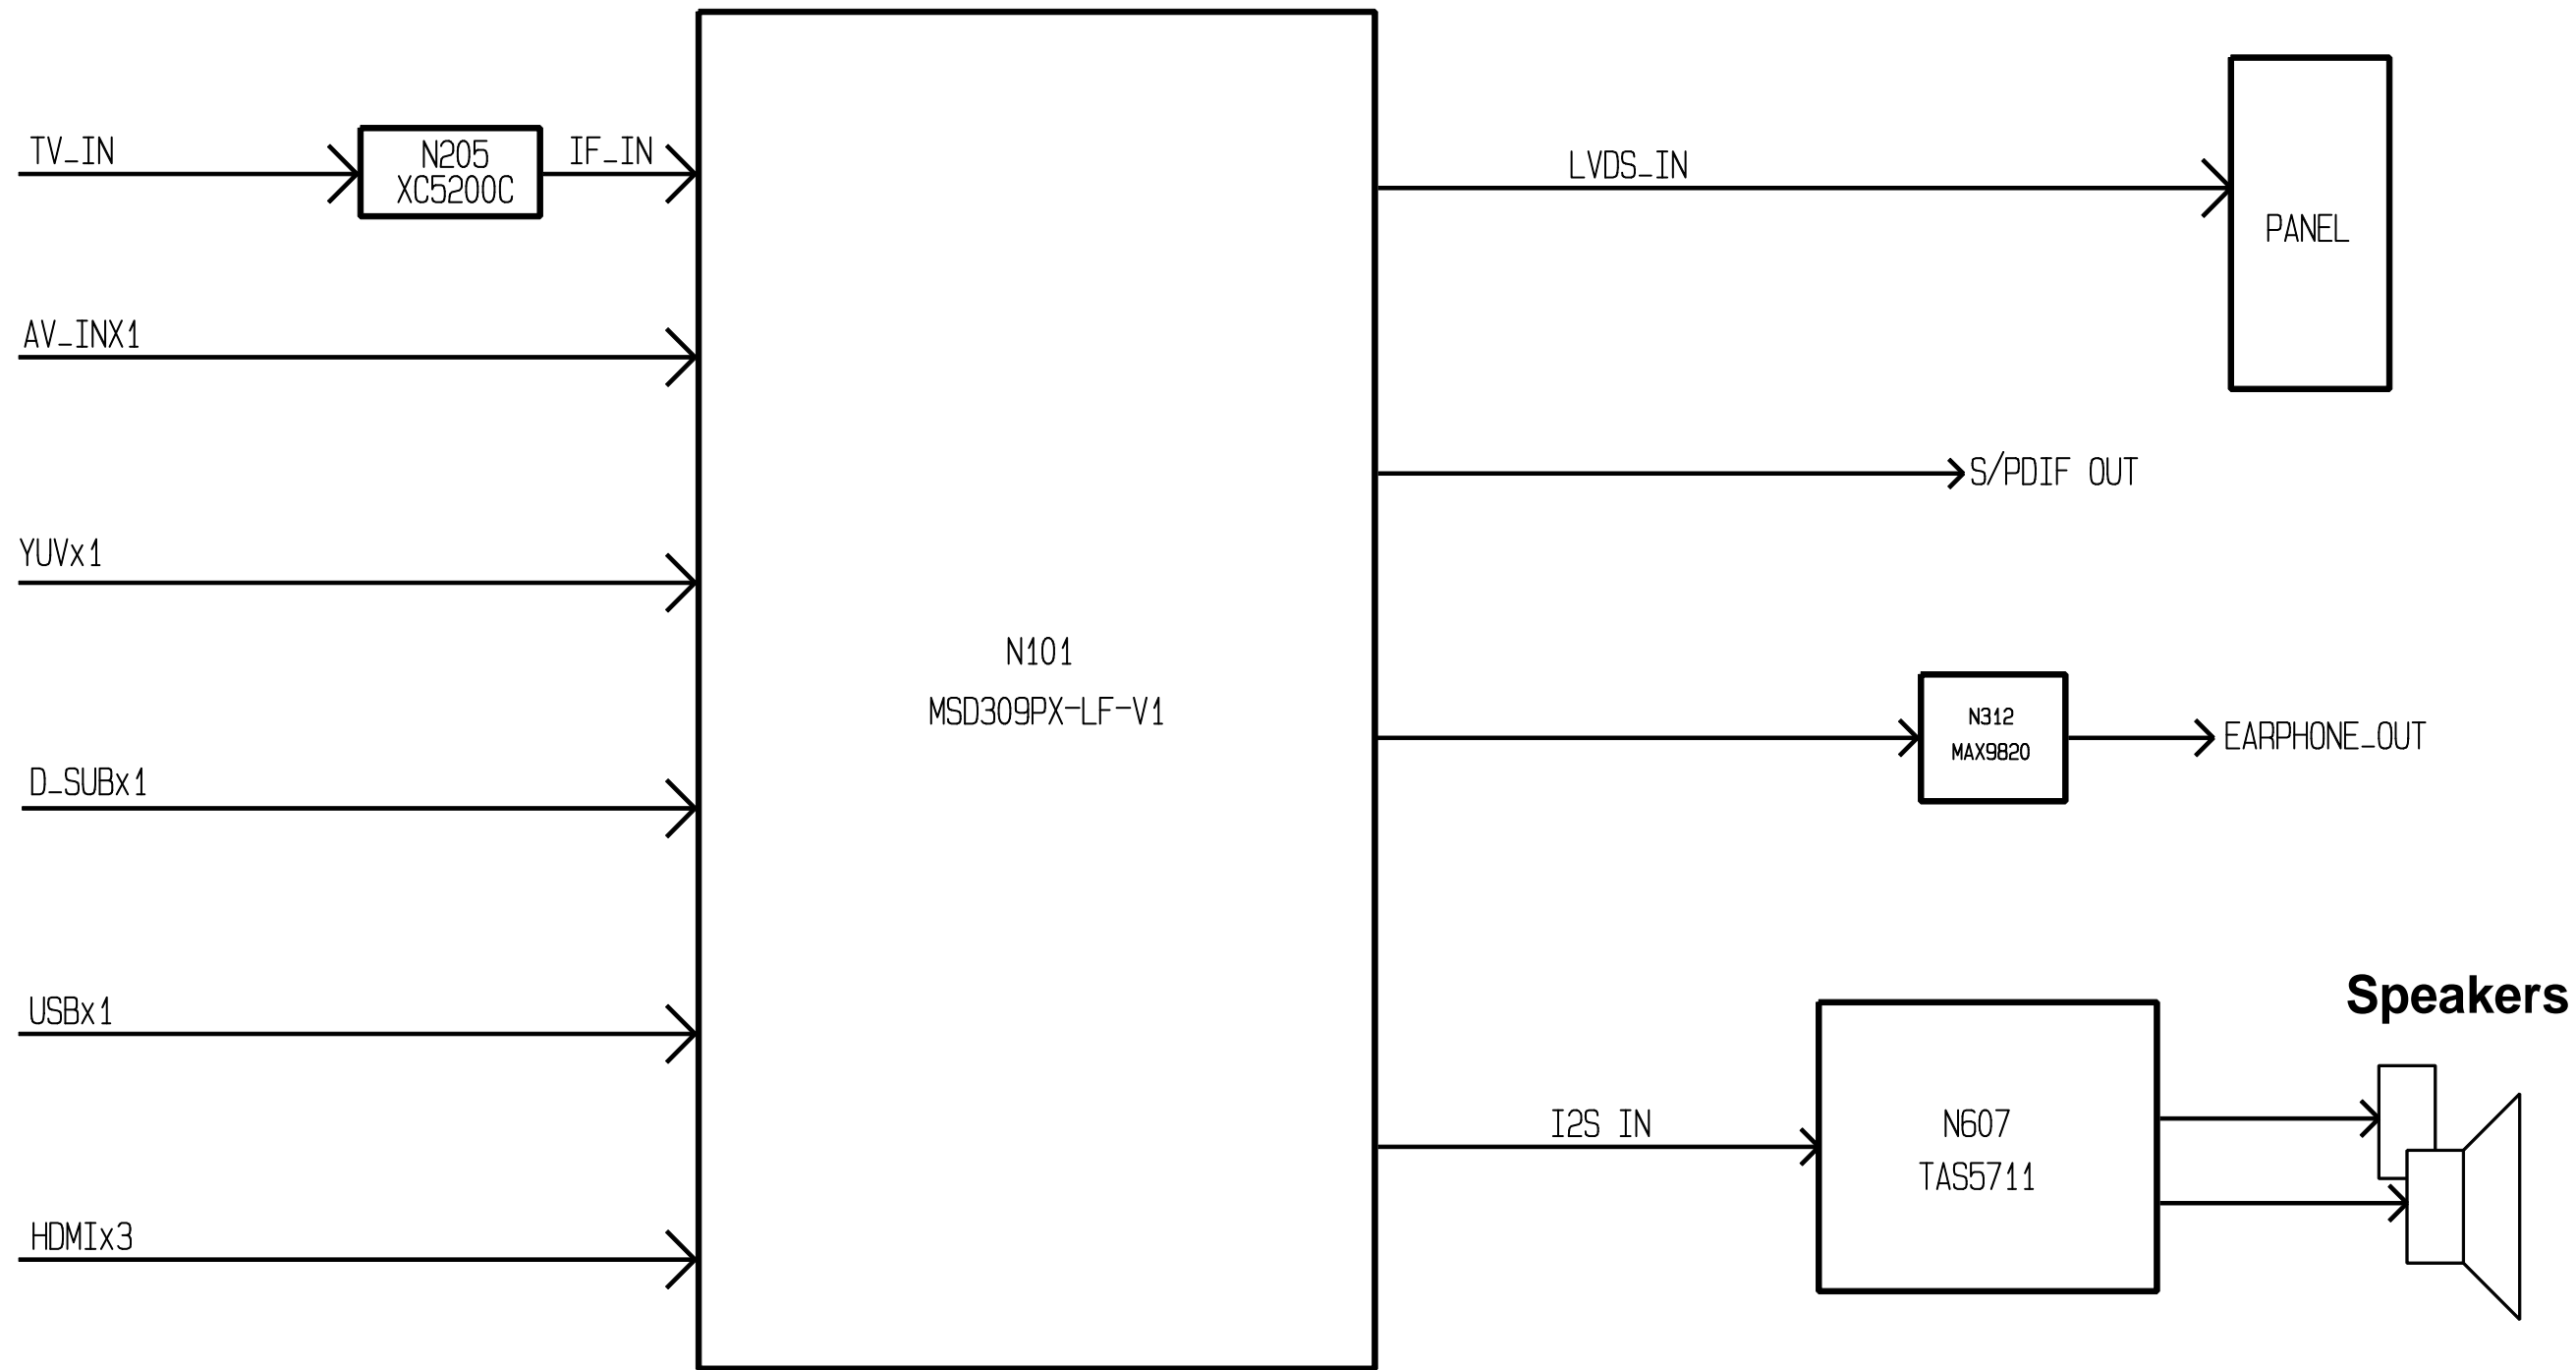 TV_IN
N205
XC5200C
IF_IN
AV_INX1
YUVx1
D_SUBx1
USBx1
HDMIx3
N101
MSD309PX-LF-V1
LVDS_IN
PANEL
S/PDIF OUT
N312
MAX9820
EARPHONE_OUT
I2S IN
N607
TAS5711
Speakers